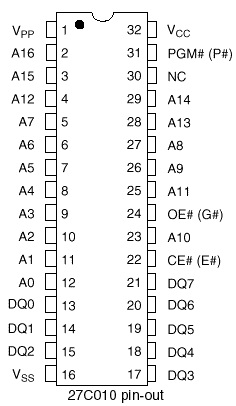 VPP 1 32 VCC
A16 2 31 PGM# (P#)
A15 3 30 NC
A12 4 29 A14
A7 5 28 A13
A6 6 27 A8
A5 7 26 A9
A4 8 25 A11
A3 9 24 OE# (G#)
A2 10 23 A10
A1 11 22 CE# (E#)
A0 12 21 DQ7
DQ0 13 20 DQ6
DQ1 14 19 DQ5
DQ2 15 18 DQ4
VSS 16 17 DQ3
27C010 pin-out